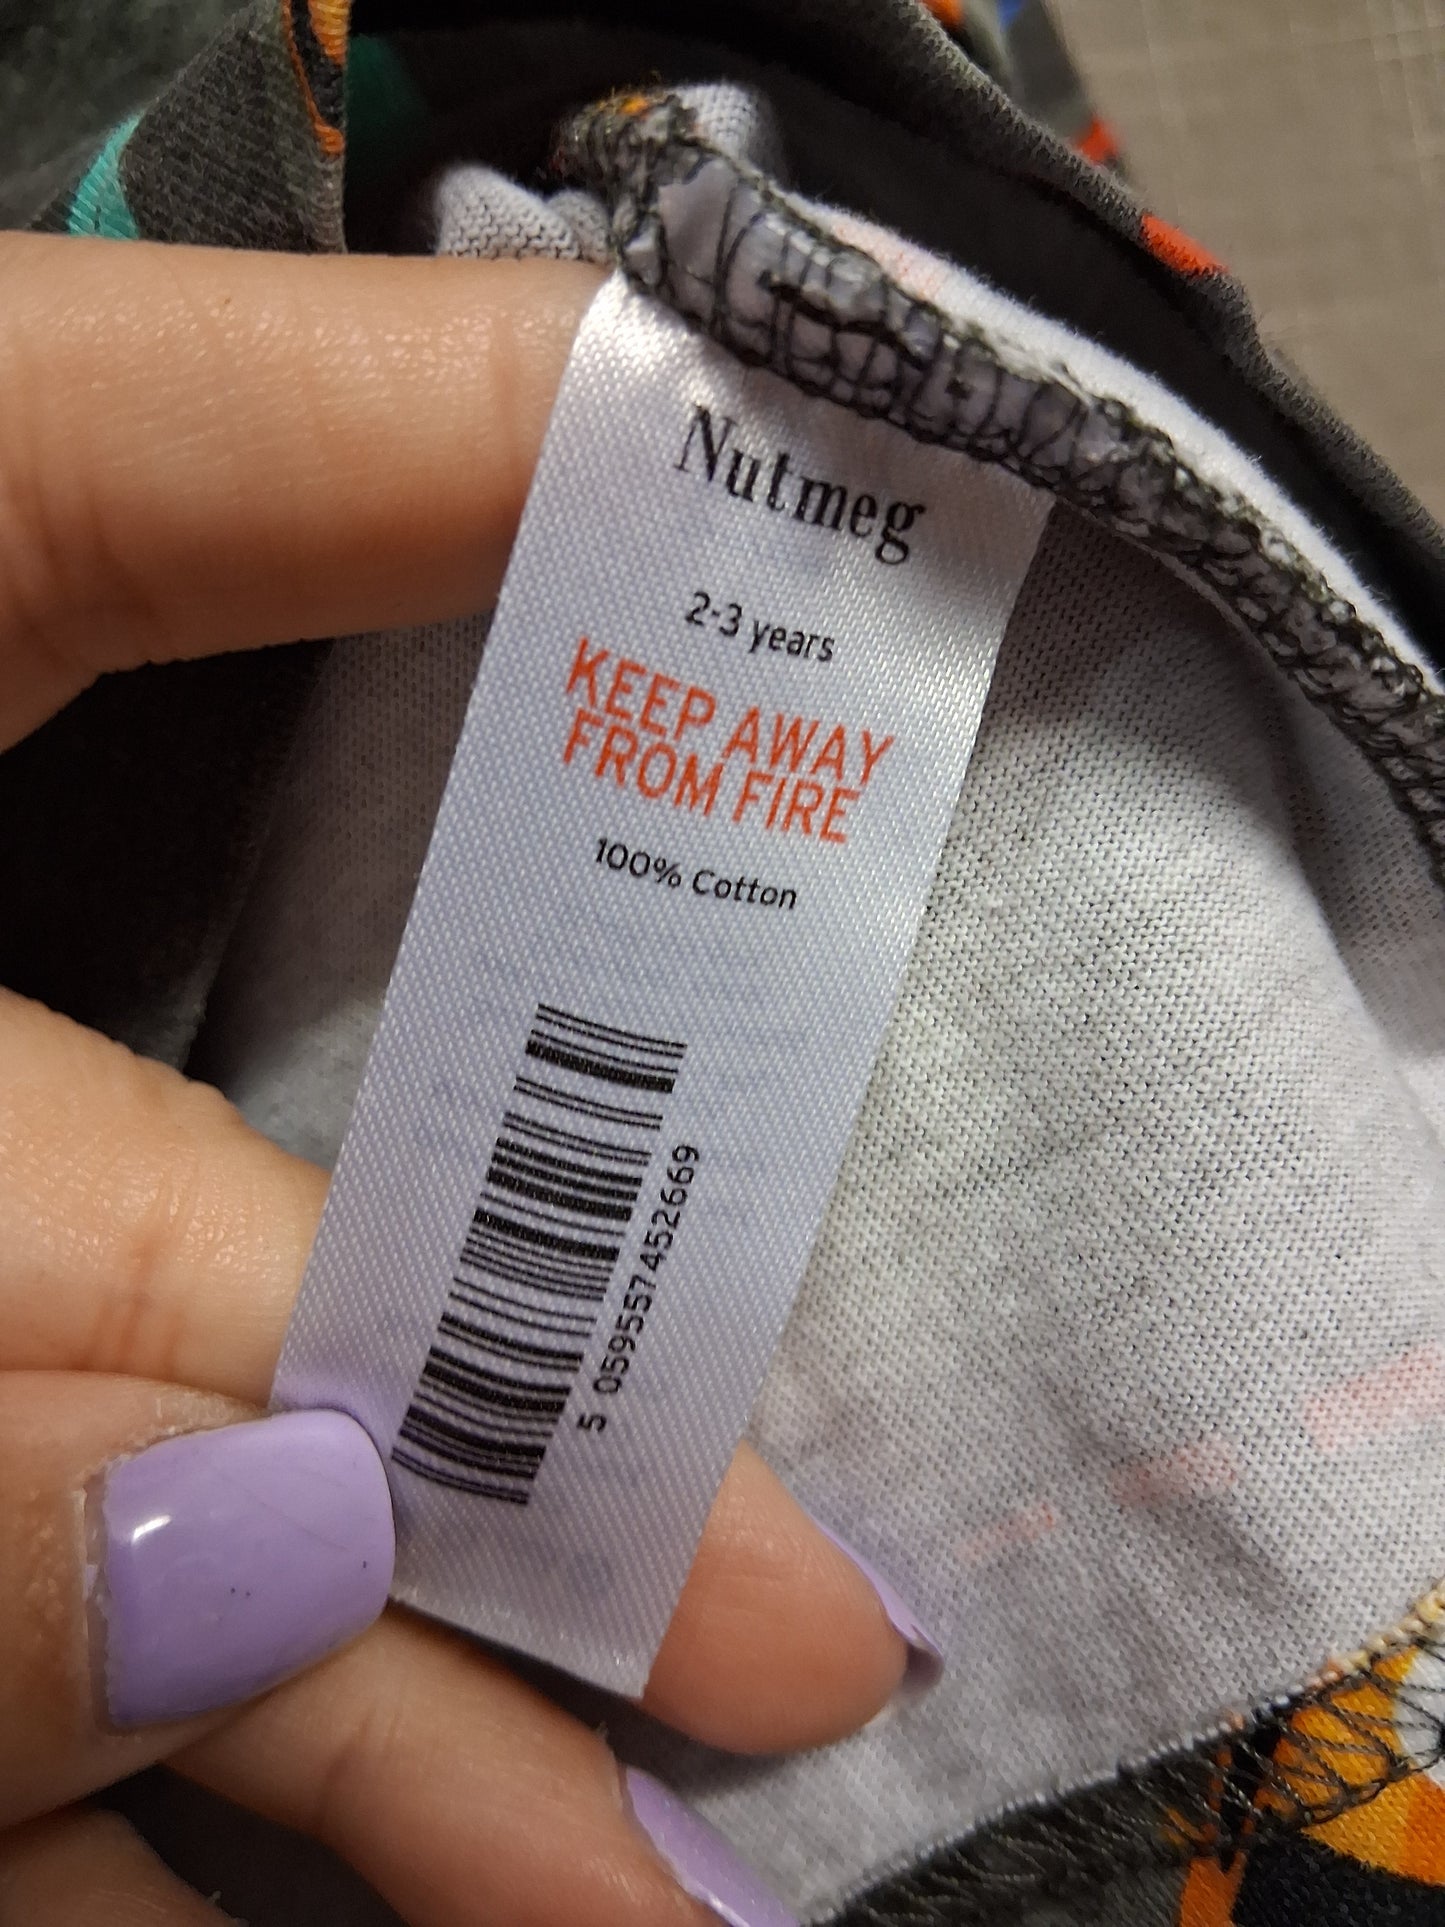 Nutmeg
2-3 years
KEEP AWAY
FROM FIRE
100% Cotton
5 059557452669